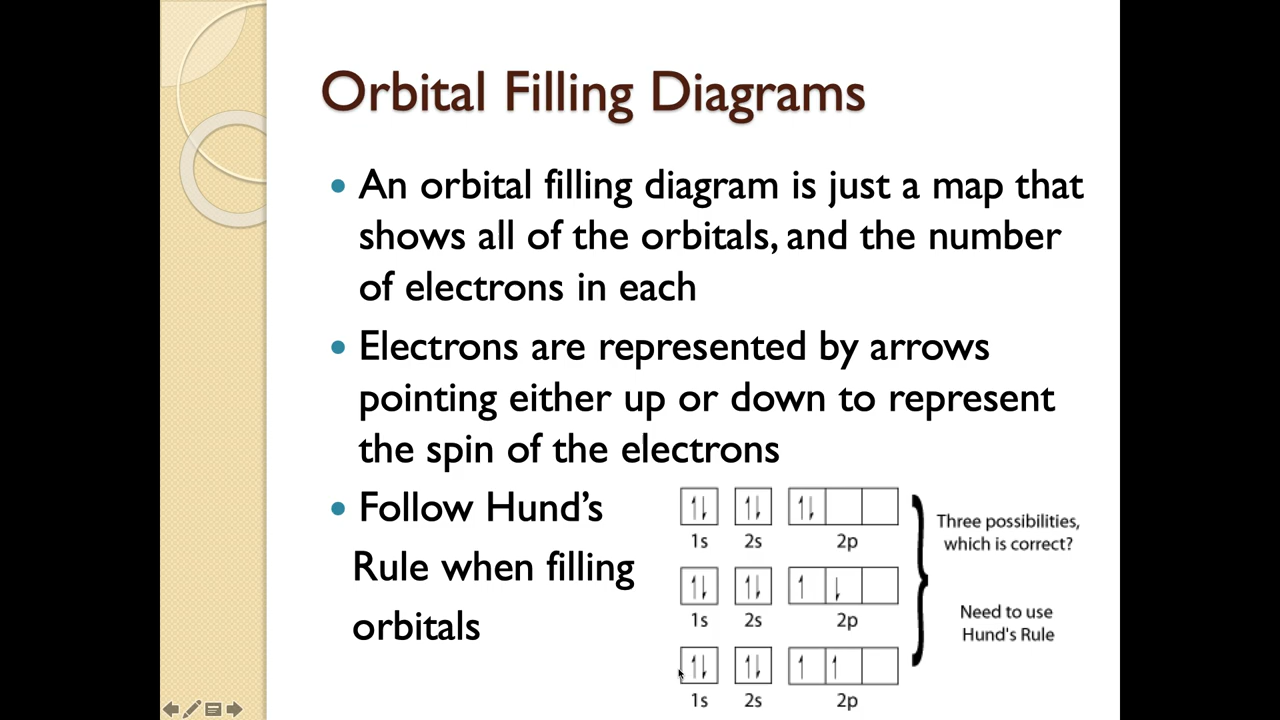 Orbital Filling Diagrams
• An orbital filling diagram is just a map that
shows all of the orbitals, and the number
of electrons in each
• Electrons are represented by arrows
pointing either up or down to represent
the spin of the electrons
• Follow Hund’s
Rule when filling
orbitals
1s 2s 2p
1s 2s 2p
1s 2s 2p
Three possibilities,
which is correct?
Need to use
Hund's Rule